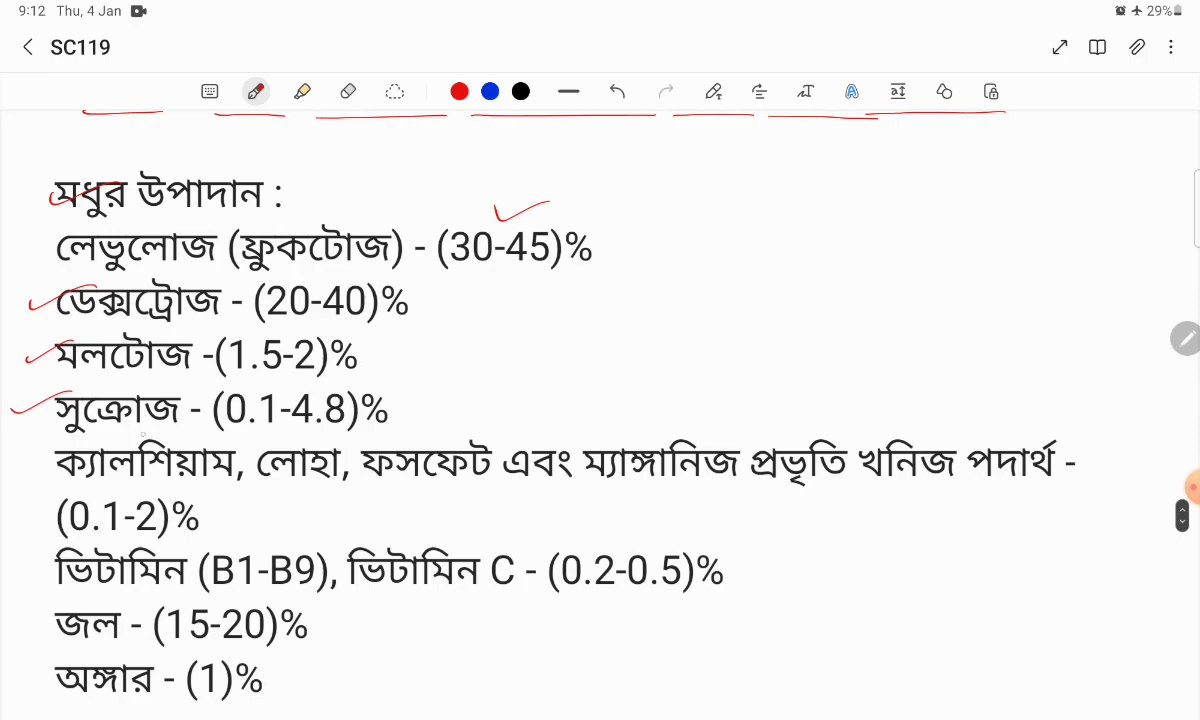 9:12 Thu, 4 Jan 29%
SC119
মধুর উপাদান :
লেভুলোজ (ফ্রুকটোজ) - (30-45)%
ডেক্সট্রোজ - (20-40)%
মলটোজ -(1.5-2)%
সুক্রোজ - (0.1-4.8)%
ক্যালশিয়াম, লোহা, ফসফেট এবং ম্যাঙ্গানিজ প্রভৃতি খনিজ পদার্থ -
(0.1-2)%
ভিটামিন (B1-B9), ভিটামিন C - (0.2-0.5)%
জল - (15-20)%
অঙ্গার - (1)%